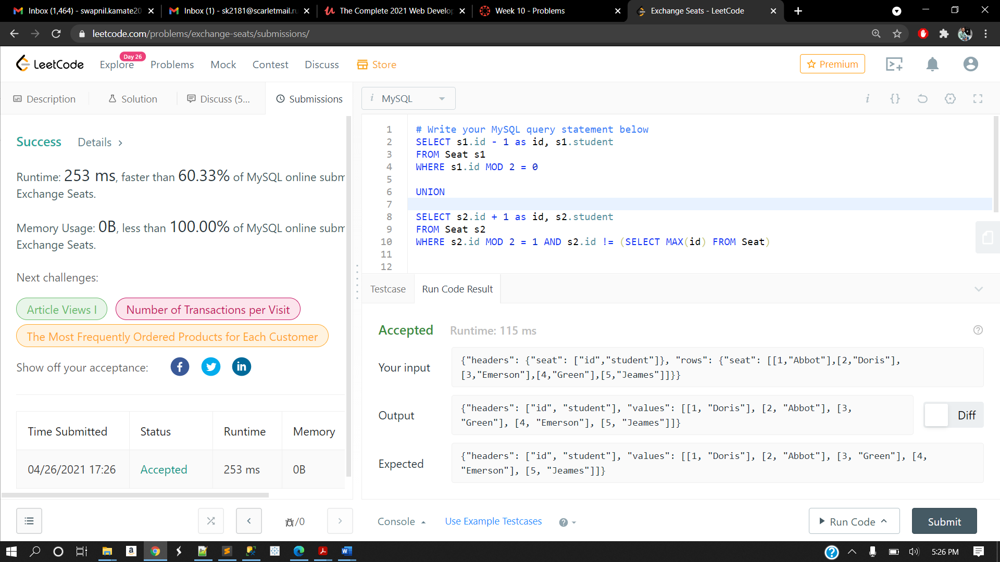 Inbox (1,464) - swapnil.kamate20
Inbox (1) - sk2181@scarletmail.ru
The Complete 2021 Web Develop
Week 10 - Problems
Exchange Seats - LeetCode
leetcode.com/problems/exchange-seats/submissions/
LeetCode
Explore
Day 26
Problems
Mock
Contest
Discuss
Store
Premium
Description
Solution
Discuss (5...
Submissions
MySQL
Success
Details
Runtime: 253 ms, faster than 60.33% of MySQL online subm
Exchange Seats.
Memory Usage: 0B, less than 100.00% of MySQL online subm
Exchange Seats.
Next challenges:
Article Views I
Number of Transactions per Visit
The Most Frequently Ordered Products for Each Customer
Show off your acceptance:
Time Submitted Status Runtime Memory
04/26/2021 17:26 Accepted 253 ms 0B
1 # Write your MySQL query statement below
2 SELECT s1.id - 1 as id, s1.student
3 FROM Seat s1
4 WHERE s1.id MOD 2 = 0
5
6 UNION
7
8 SELECT s2.id + 1 as id, s2.student
9 FROM Seat s2
10 WHERE s2.id MOD 2 = 1 AND s2.id != (SELECT MAX(id) FROM Seat)
11
12
Testcase
Run Code Result
Accepted
Runtime: 115 ms
Your input
{"headers": {"seat": ["id","student"]}, "rows": {"seat": [[1,"Abbot"],[2,"Doris"],
[3,"Emerson"],[4,"Green"],[5,"Jeames"]]}}
Output
{"headers": ["id", "student"], "values": [[1, "Doris"], [2, "Abbot"], [3,
"Green"], [4, "Emerson"], [5, "Jeames"]]}
Diff
Expected
{"headers": ["id", "student"], "values": [[1, "Doris"], [2, "Abbot"], [3, "Green"], [4,
"Emerson"], [5, "Jeames"]]}
/0
Console
Use Example Testcases
Run Code
Submit
5:26 PM